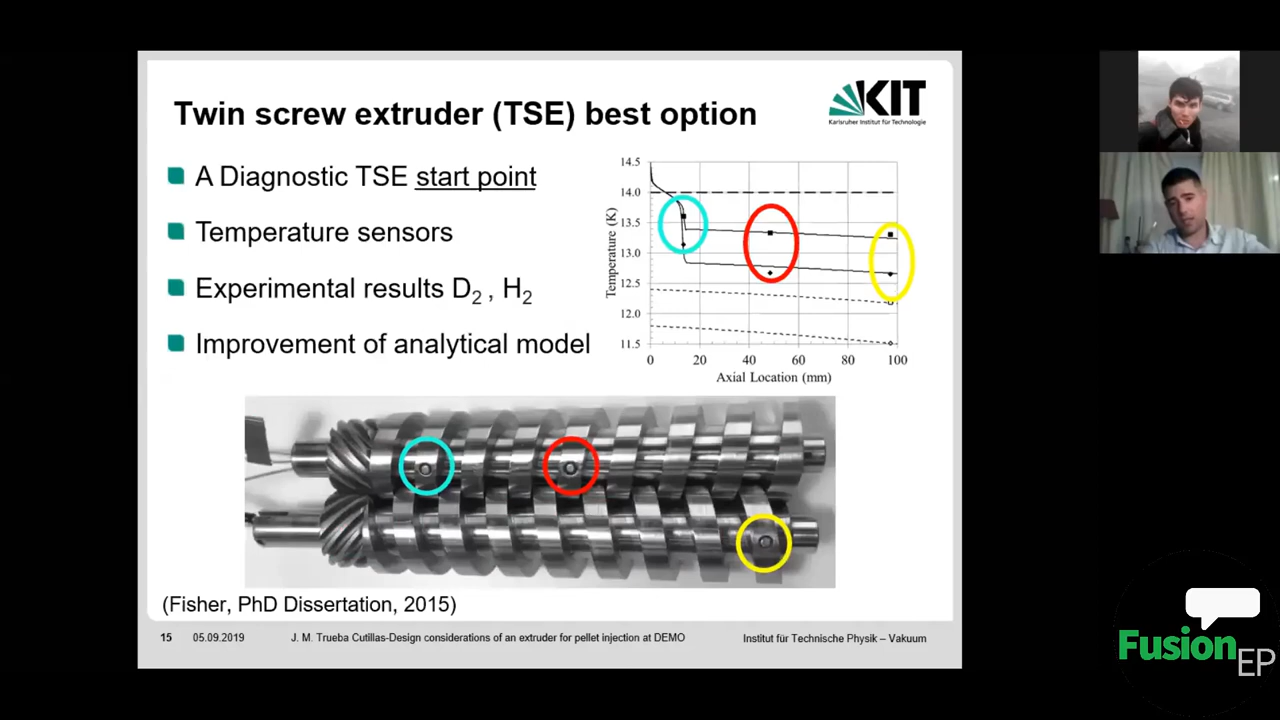 Twin screw extruder (TSE) best option
KIT
Karlsruher Institut für Technologie
A Diagnostic TSE start point
Temperature sensors
Experimental results D2 , H2
Improvement of analytical model
Temperature (K)
14.5
14.0
13.5
13.0
12.5
12.0
11.5
0 20 40 60 80 100
Axial Location (mm)
(Fisher, PhD Dissertation, 2015)
15 05.09.2019 J. M. Trueba Cutillas-Design considerations of an extruder for pellet injection at DEMO Institut für Technische Physik – Vakuum
Fusion
EP